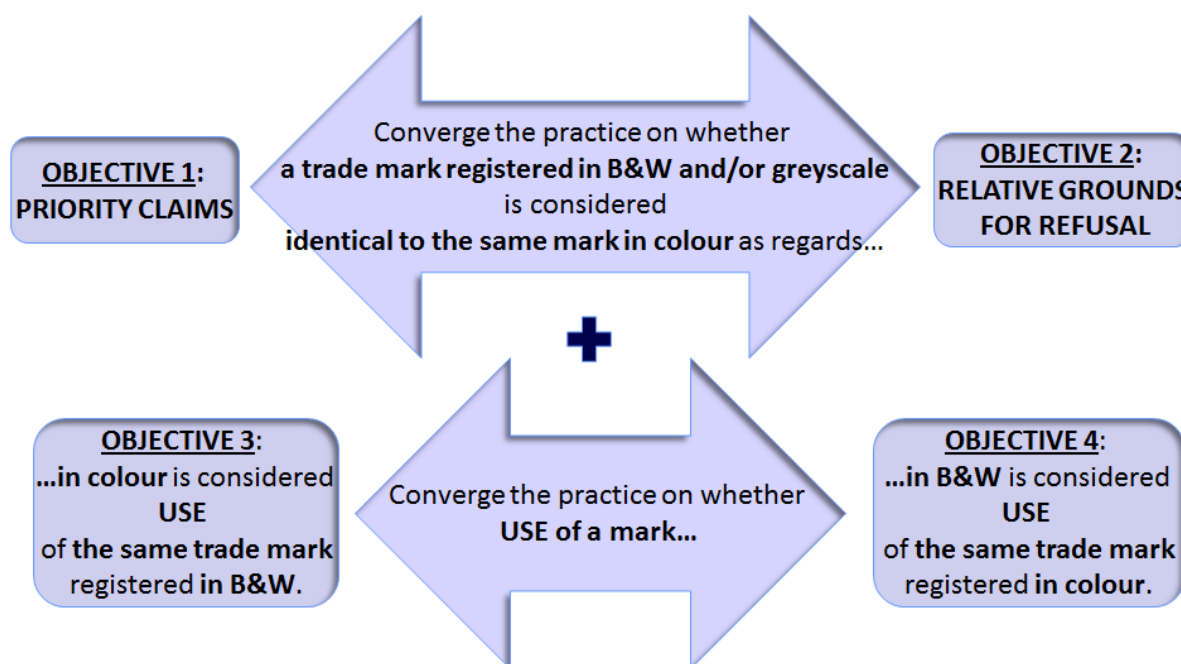 Converge the practice on whether
a trade mark registered in B&W and/or greyscale
is considered
identical to the same mark in colour as regards...
OBJECTIVE 1:
PRIORITY CLAIMS
OBJECTIVE 2:
RELATIVE GROUNDS
FOR REFUSAL
OBJECTIVE 3:
...in colour is considered
USE
of the same trade mark
registered in B&W.
Converge the practice on whether
USE of a mark...
OBJECTIVE 4:
...in B&W is considered
USE
of the same trade mark
registered in colour.